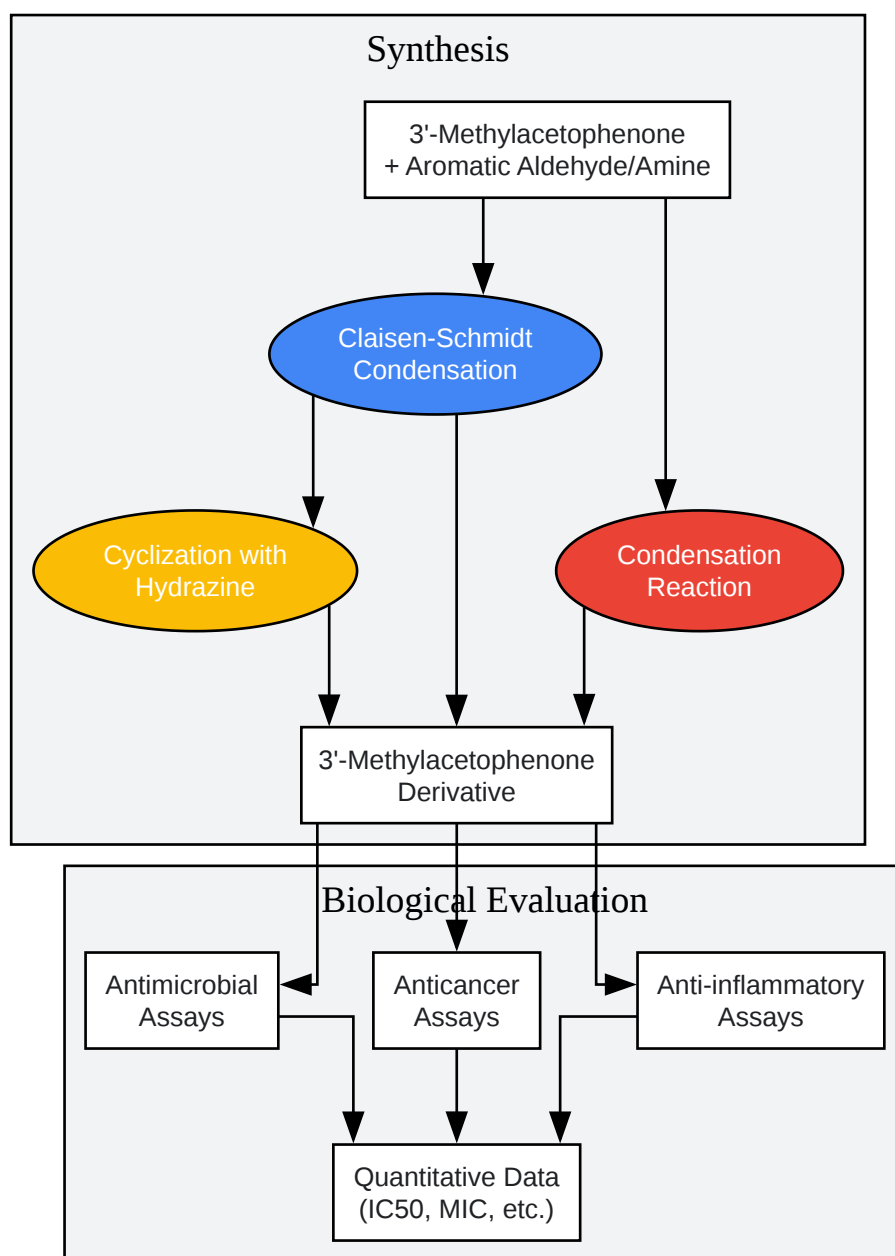 Synthesis
3'-Methylacetophenone
+ Aromatic Aldehyde/Amine
Claisen-Schmidt
Condensation
Cyclization with
Hydrazine
Condensation
Reaction
3'-Methylacetophenone
Derivative
Biological Evaluation
Antimicrobial
Assays
Anticancer
Assays
Anti-inflammatory
Assays
Quantitative Data
(IC50, MIC, etc.)